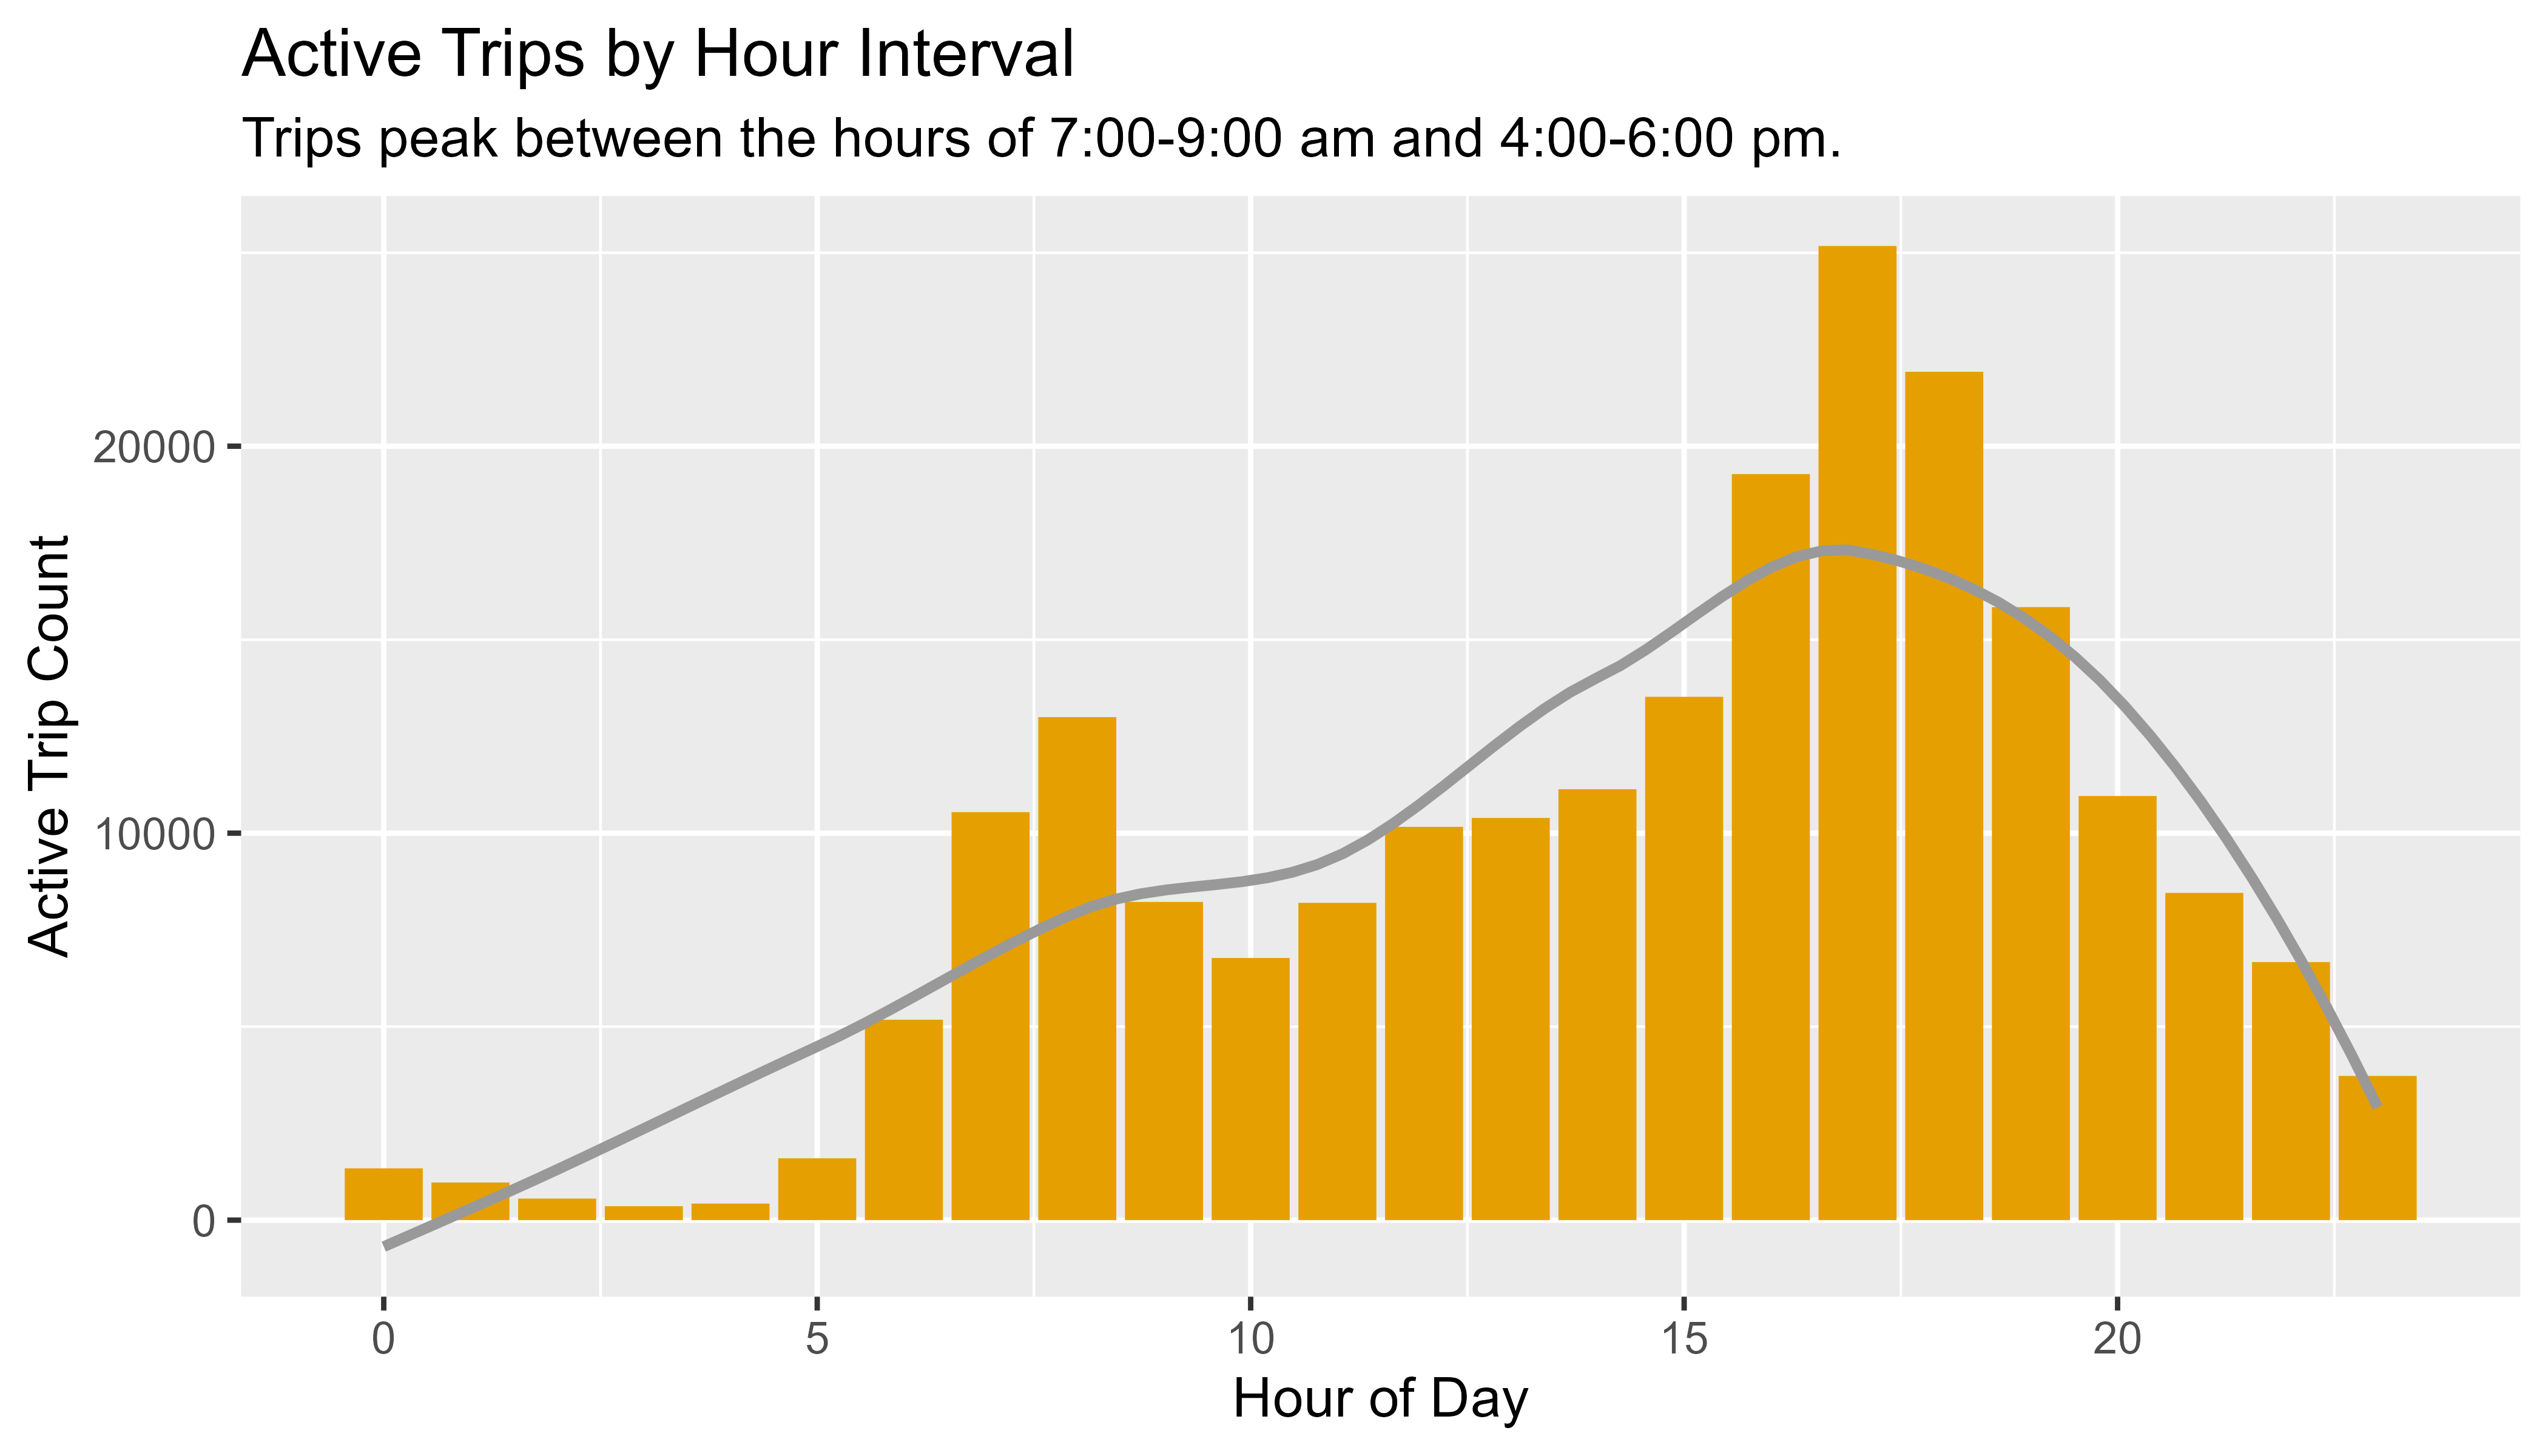 Active Trips by Hour Interval
Trips peak between the hours of 7:00-9:00 am and 4:00-6:00 pm.
Active Trip Count
20000
10000
0
0 5 10 15 20
Hour of Day